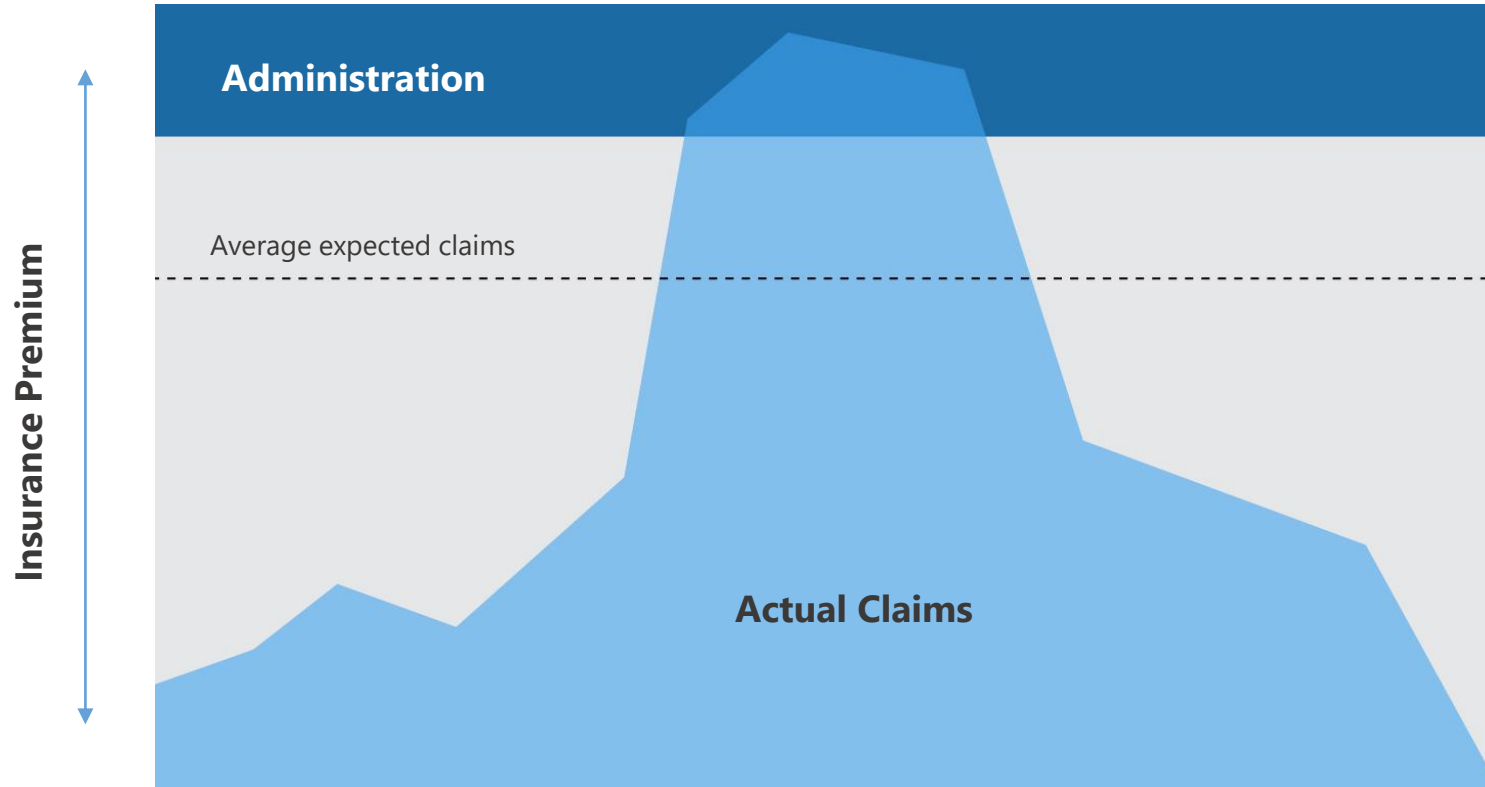 Administration
Average expected claims
Insurance Premium
Actual Claims